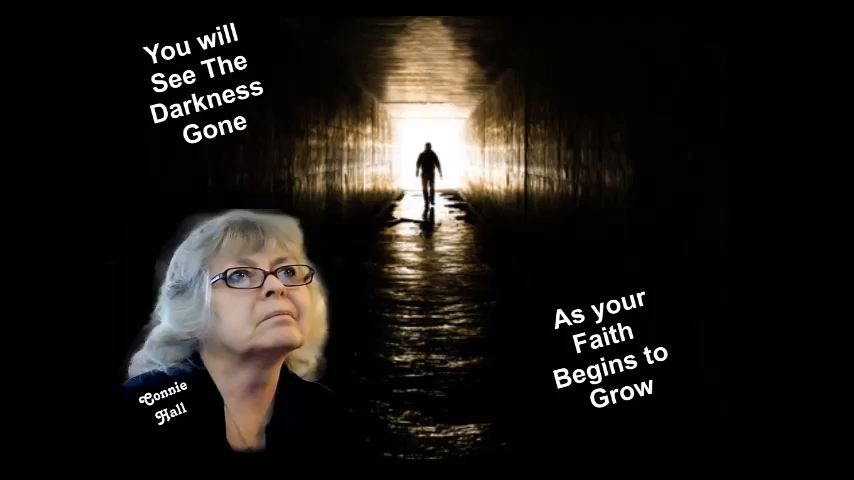 You will
See The
Darkness
Gone
As your
Faith
Begins to
Grow
Connie
Hall